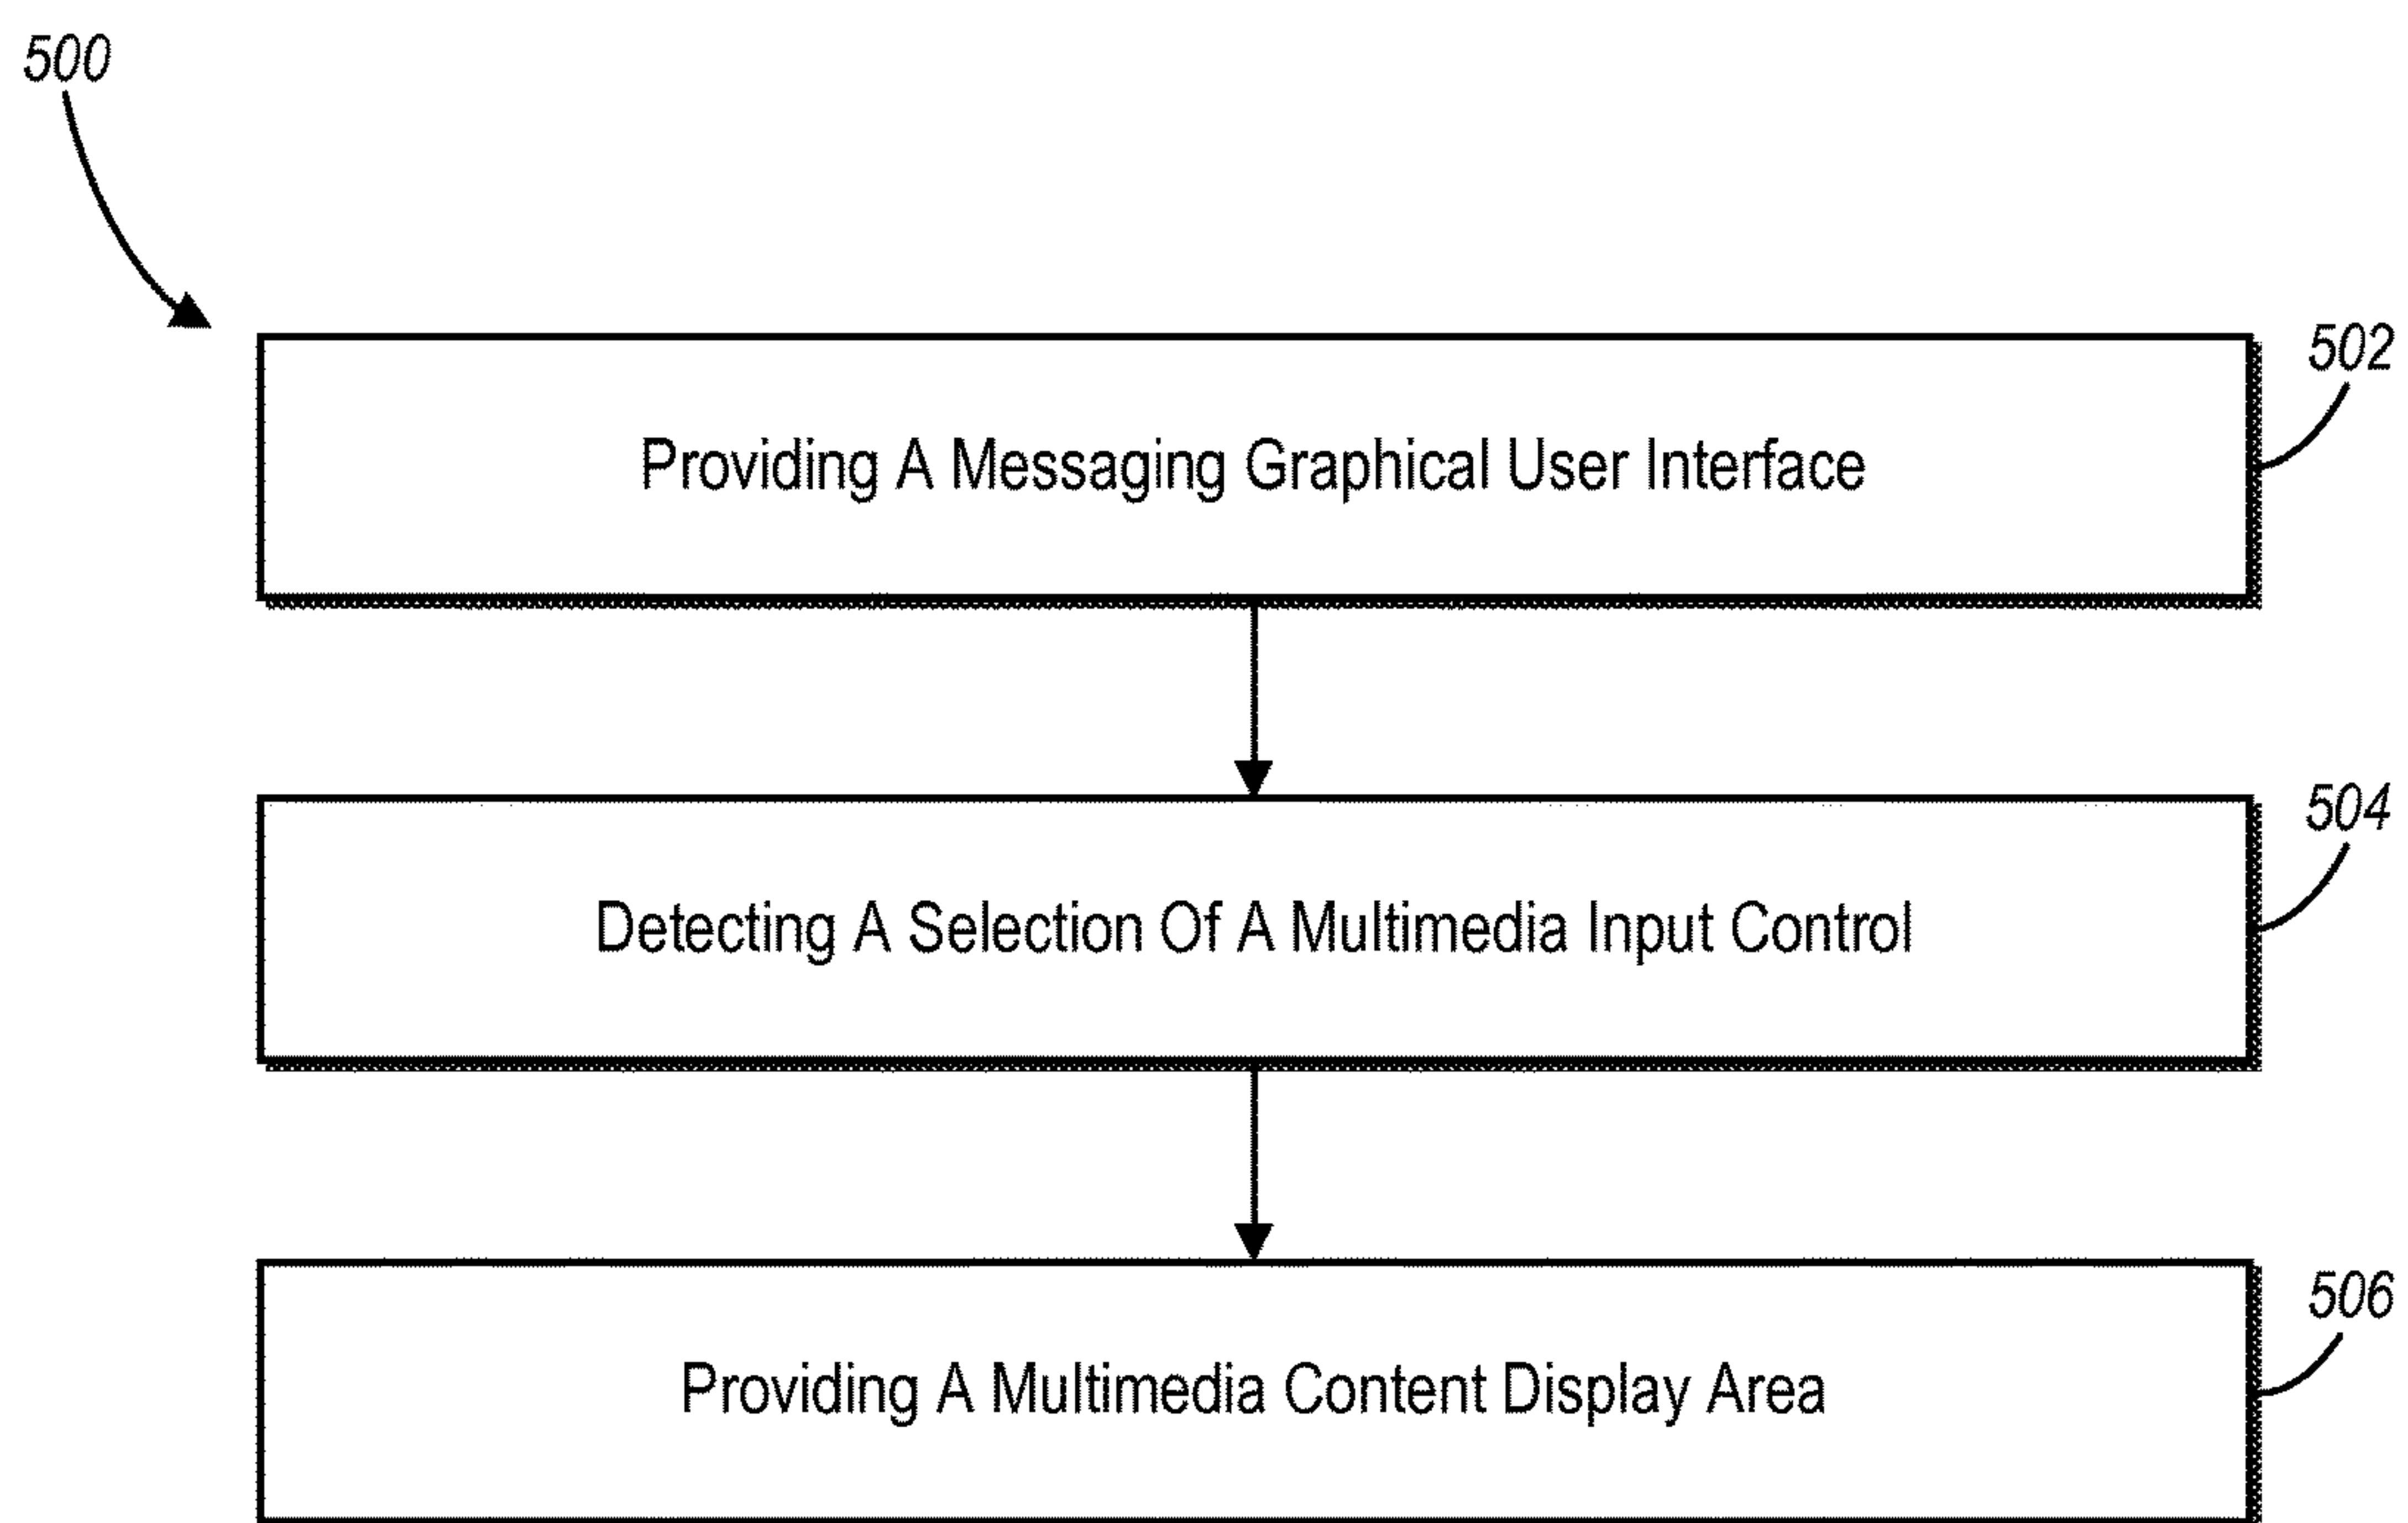 500
502
Providing A Messaging Graphical User Interface
504
Detecting A Selection Of A Multimedia Input Control
506
Providing A Multimedia Content Display Area